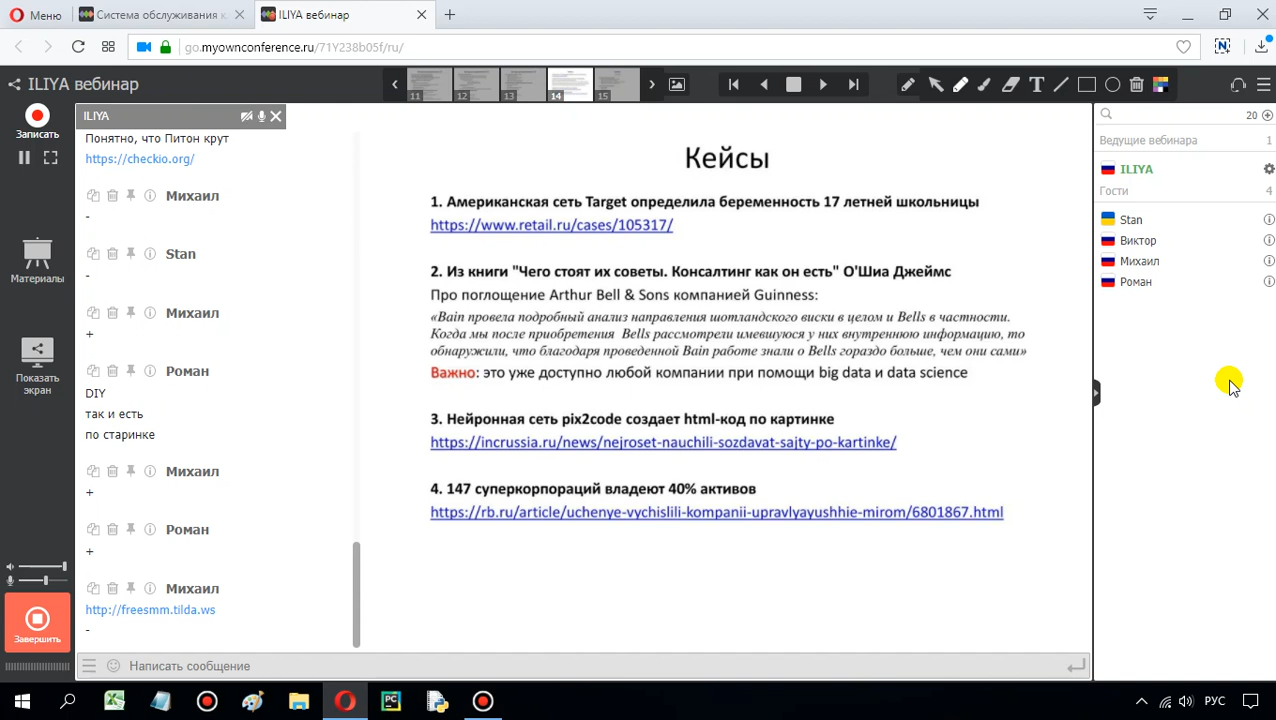 Меню
Система обслуживания к
ILIYA вебинар
go.myownconference.ru/71Y238b05f/ru/
ILIYA вебинар
11
12
13
14
15
Записать
Материалы
Показать
экран
Завершить
ILIYA
Понятно, что Питон крут
https://checkio.org/
Михаил
-
Stan
-
Михаил
+
Роман
DIY
так и есть
по старинке
Михаил
+
Роман
+
Михаил
http://freesmm.tilda.ws
-
Написать сообщение
Кейсы
1. Американская сеть Target определила беременность 17 летней школьницы
https://www.retail.ru/cases/105317/
2. Из книги "Чего стоят их советы. Консалтинг как он есть" О'Шиа Джеймс
Про поглощение Arthur Bell & Sons компанией Guinness:
«Bain провела подробный анализ направления шотландского виски в целом и Bells в частности.
Когда мы после приобретения Bells рассмотрели имевшуюся у них внутреннюю информацию, то
обнаружили, что благодаря проведенной Bain работе знали о Bells гораздо больше, чем они сами»
Важно: это уже доступно любой компании при помощи big data и data science
3. Нейронная сеть pix2code создает html-код по картинке
https://incrussia.ru/news/nejroset-nauchili-sozdavat-sajty-po-kartinke/
4. 147 суперкорпораций владеют 40% активов
https://rb.ru/article/uchenye-vychislili-kompanii-upravlyayushhie-mirom/6801867.html
20
Ведущие вебинара 1
ILIYA
Гости 4
Stan
Виктор
Михаил
Роман
РУС